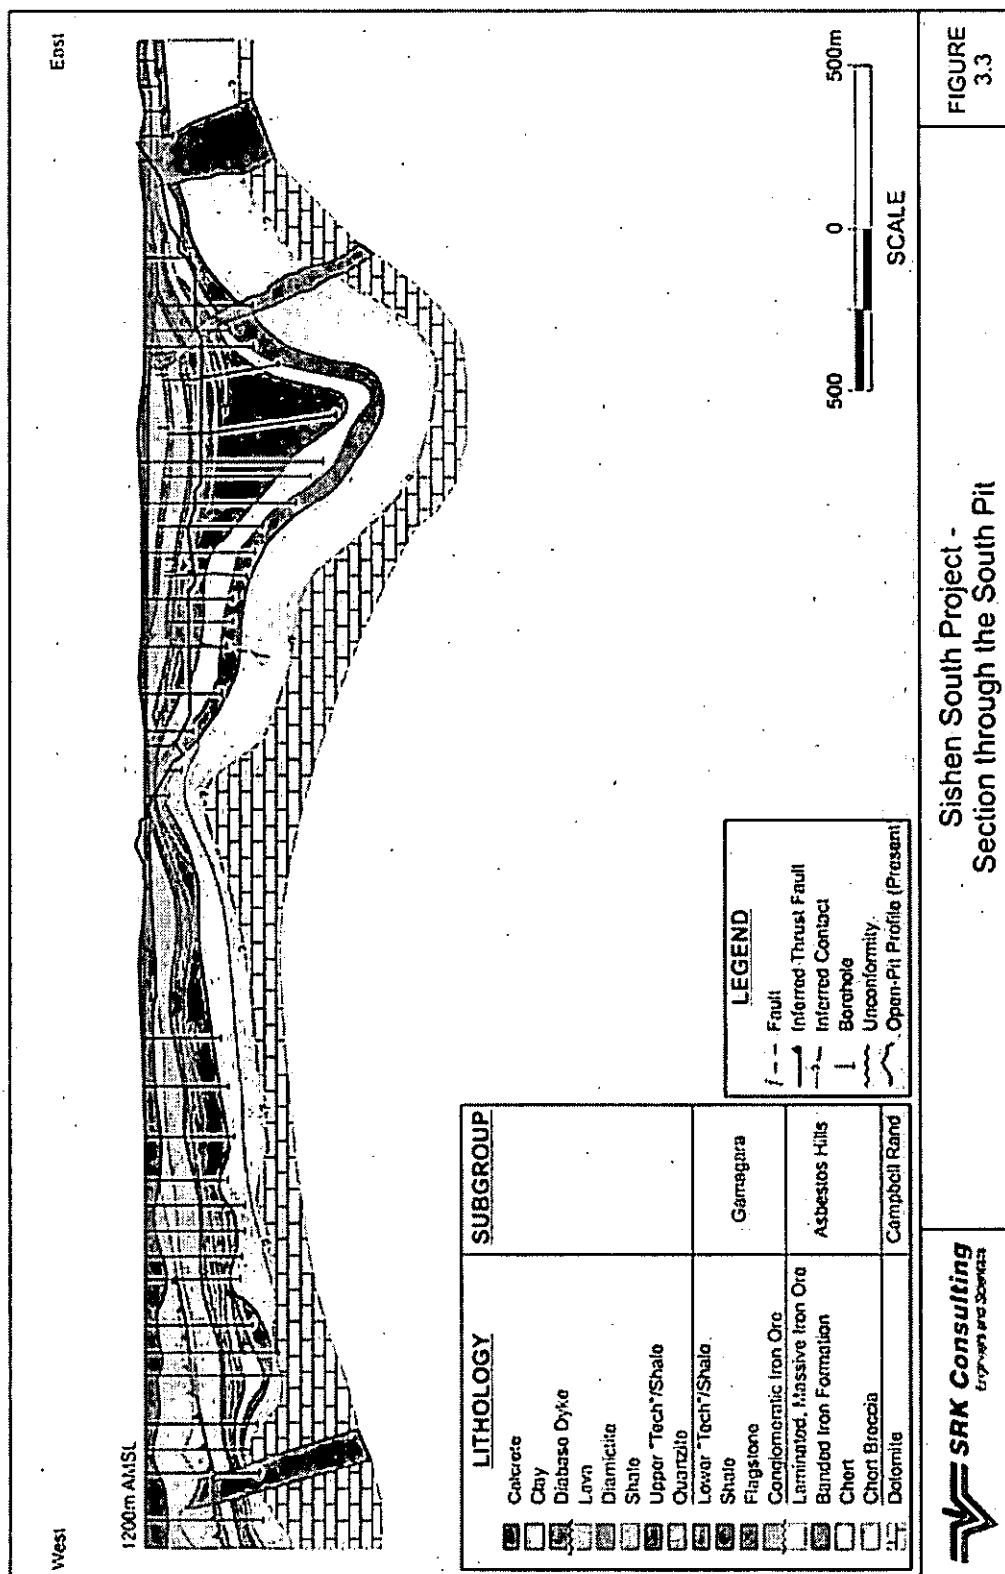 West
East
1200m AMSL
LITHOLOGY
SUBGROUP
Calcrete
Clay
Diabase Dyke
Lava
Diamictite
Shale
Upper "Tech"/Shale
Quartzite
Lower "Tech"/Shale
Shale
Flagstone
Gamagara
Conglomeratic Iron Ore
Laminated, Massive Iron Ore
Banded Iron Formation
Asbestos Hills
Chert
Chert Breccia
Dolomite
Campbell Rand
LEGEND
Fault
Inferred Thrust Fault
Inferred Contact
Borehole
Unconformity
Open-Pit Profile (Present)
500
0
500m
SCALE
SRK Consulting
Engineers and Scientists
Sishen South Project -
Section through the South Pit
FIGURE
3.3